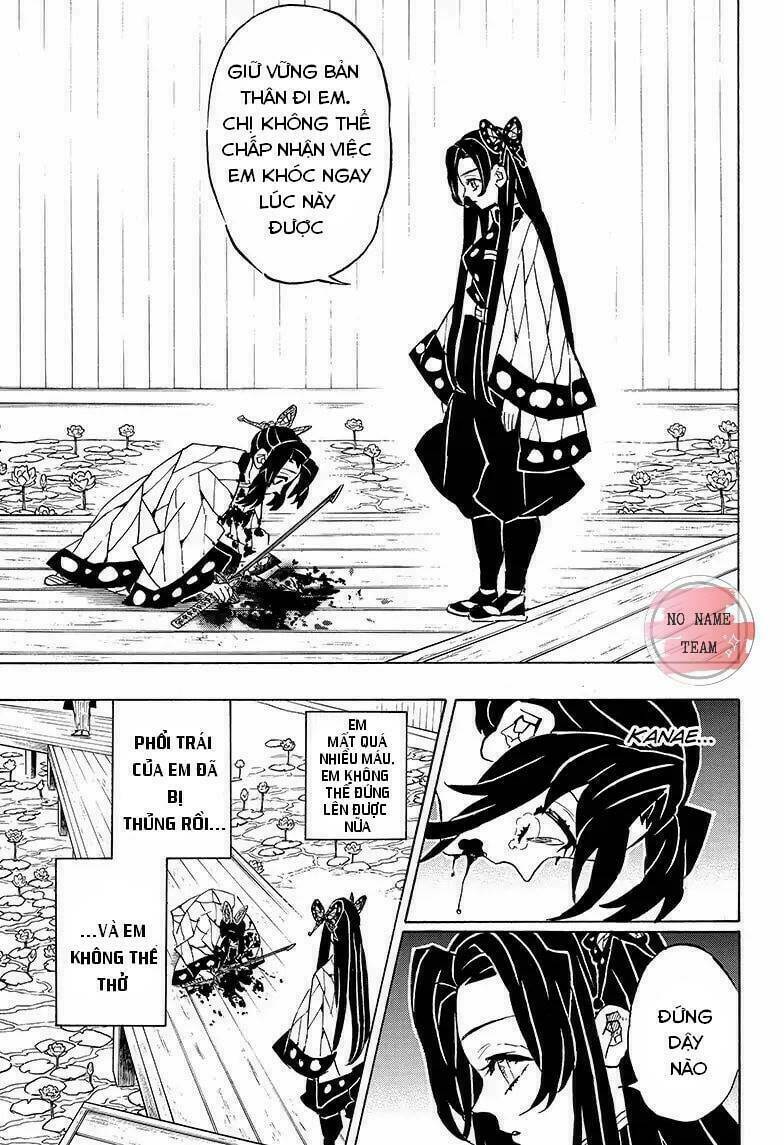 GIỮ VỮNG BẢN
THÂN ĐI EM.
CHỊ KHÔNG THỂ
CHẤP NHẬN VIỆC
EM KHÓC NGAY
LÚC NÀY
ĐƯỢC
NO NAME
TEAM
KANAE...
ĐỨNG
DẬY
NÀO
EM
MẤT QUÁ
NHIỀU MÁU.
EM KHÔNG
THỂ ĐỨNG
LÊN ĐƯỢC
NỮA
PHỔI TRÁI
CỦA EM ĐÃ
BỊ
THỦNG RỒI...
...VÀ EM
KHÔNG THỂ
THỞ